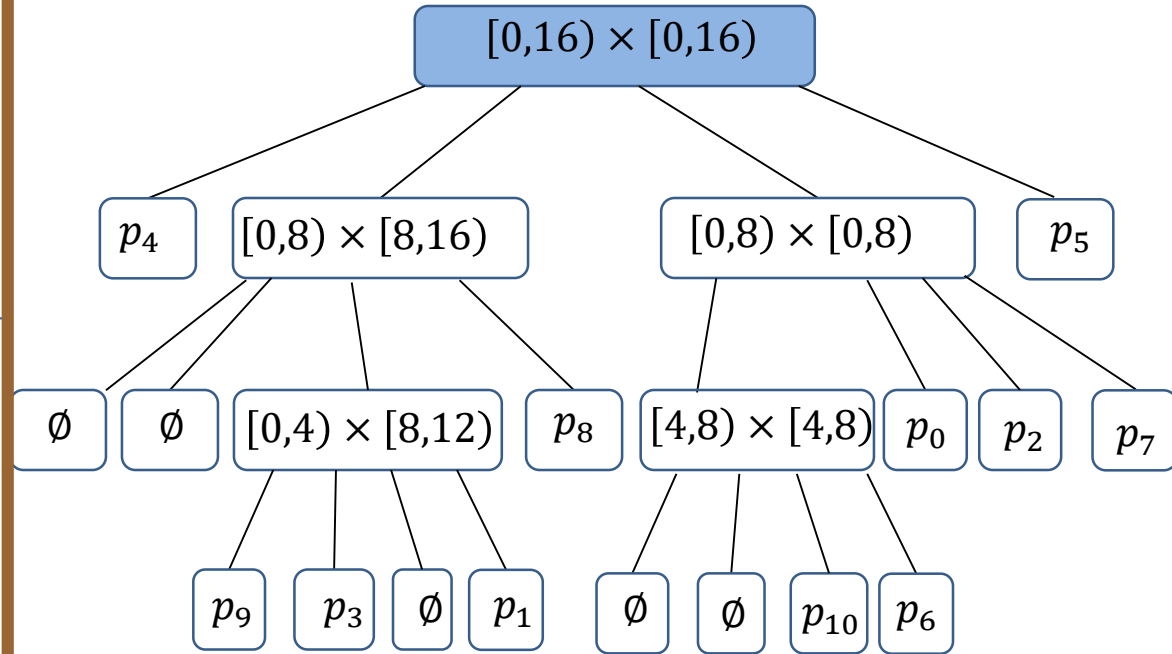 [0,16) × [0,16)
p₄ [0,8) × [8,16) [0,8) × [0,8) p₅
∅ ∅ [0,4) × [8,12) p₈ [4,8) × [4,8) p₀ p₂ p₇
p₉ p₃ ∅ p₁ ∅ ∅ p₁₀ p₆